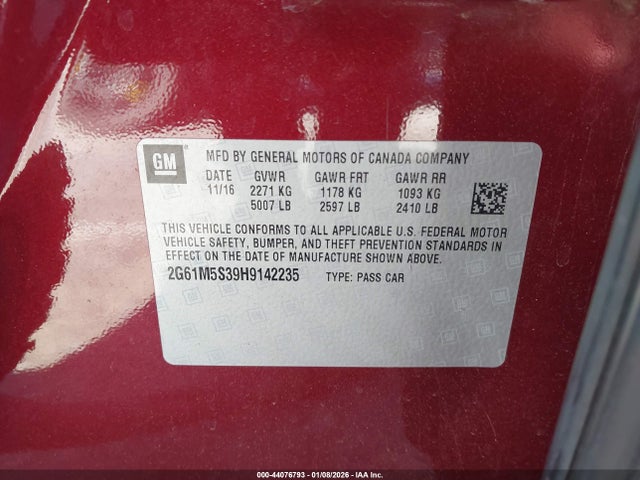 GM
MFD BY GENERAL MOTORS OF CANADA COMPANY
DATE GVWR GAWR FRT GAWR RR
11/16 2271 KG 1178 KG 1093 KG
5007 LB 2597 LB 2410 LB
THIS VEHICLE CONFORMS TO ALL APPLICABLE U.S. FEDERAL MOTOR
VEHICLE SAFETY, BUMPER, AND THEFT PREVENTION STANDARDS IN
EFFECT ON THE DATE OF MANUFACTURE SHOWN ABOVE.
2G61M5S39H9142235 TYPE: PASS CAR
000-44076793 - 01/08/2026 - IAA Inc.